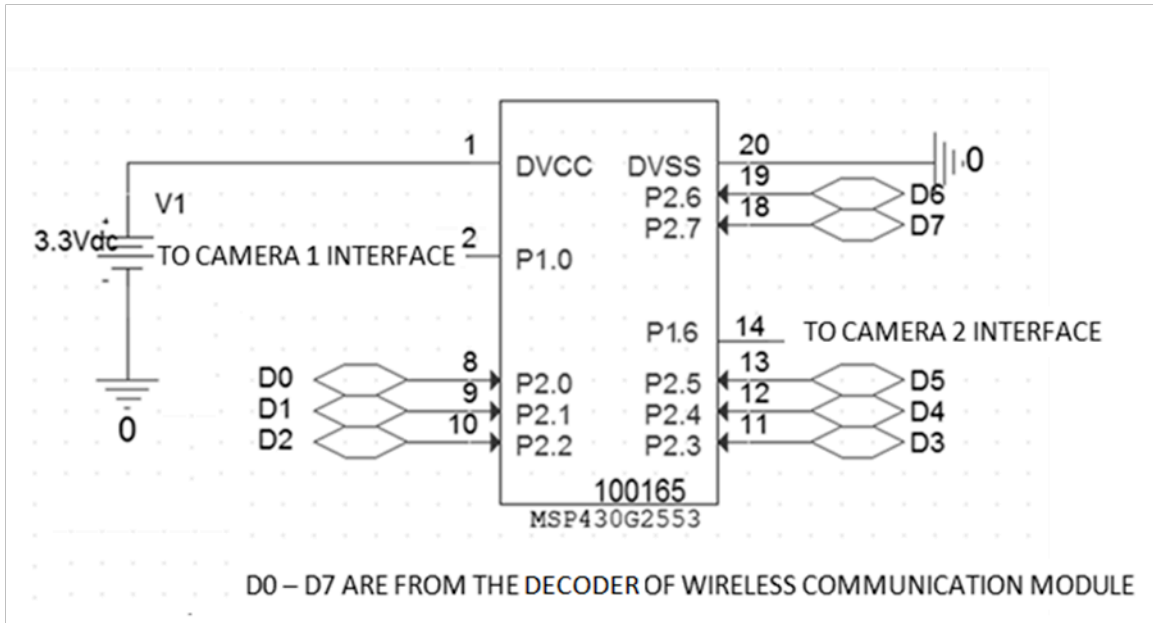 1
20
DVCC
DVSS
0
19
P2.6
D6
V1
18
P2.7
D7
3.3Vdc
+
-
2
TO CAMERA 1 INTERFACE
P1.0
P1.6
14
TO CAMERA 2 INTERFACE
D0
8
P2.0
P2.5
13
D5
D1
9
P2.1
P2.4
12
D4
D2
10
P2.2
P2.3
11
D3
0
100165
MSP430G2553
D0 – D7 ARE FROM THE DECODER OF WIRELESS COMMUNICATION MODULE